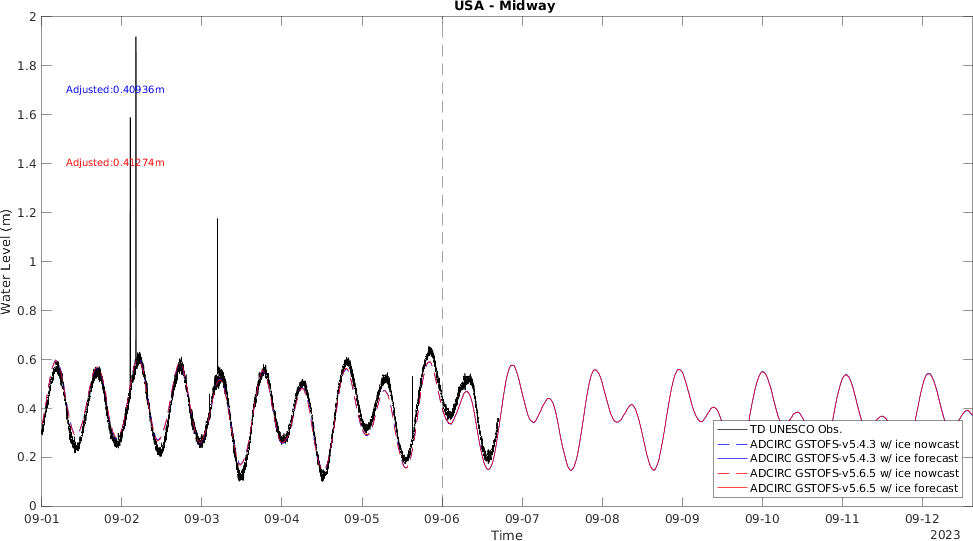 USA - Midway
2
1.8
1.6
1.4
1.2
1
0.8
0.6
0.4
0.2
0
Water Level (m)
Adjusted:0.40936m
Adjusted:0.41274m
TD UNESCO Obs.
ADCIRC GSTOFS-v5.4.3 w/ ice nowcast
ADCIRC GSTOFS-v5.4.3 w/ ice forecast
ADCIRC GSTOFS-v5.6.5 w/ ice nowcast
ADCIRC GSTOFS-v5.6.5 w/ ice forecast
09-01 09-02 09-03 09-04 09-05 09-06 09-07 09-08 09-09 09-10 09-11 09-12
Time
2023